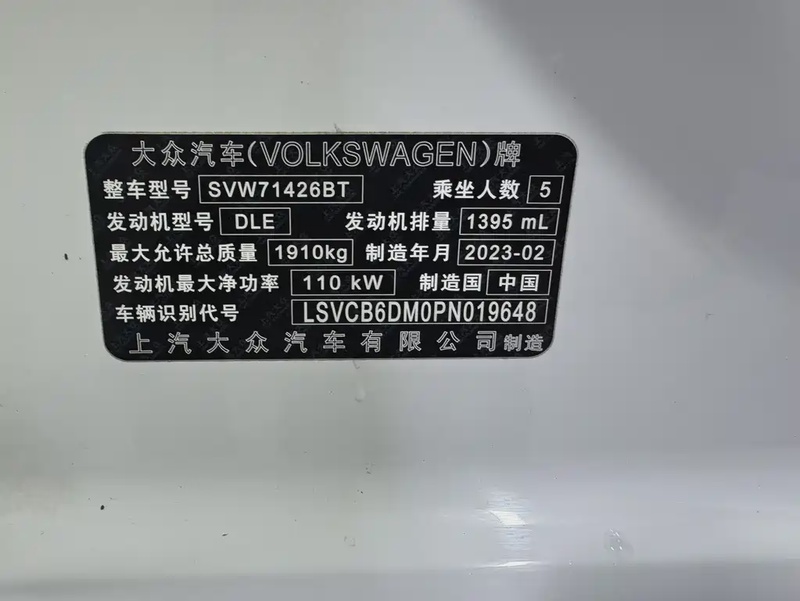 大众汽车(VOLKSWAGEN)牌
整车型号 SVW71426BT 乘坐人数 5
发动机型号 DLE 发动机排量 1395 mL
最大允许总质量 1910kg 制造年月 2023-02
发动机最大净功率 110 kW 制造国 中国
车辆识别代号 LSVCB6DM0PN019648
上汽大众汽车有限公司制造